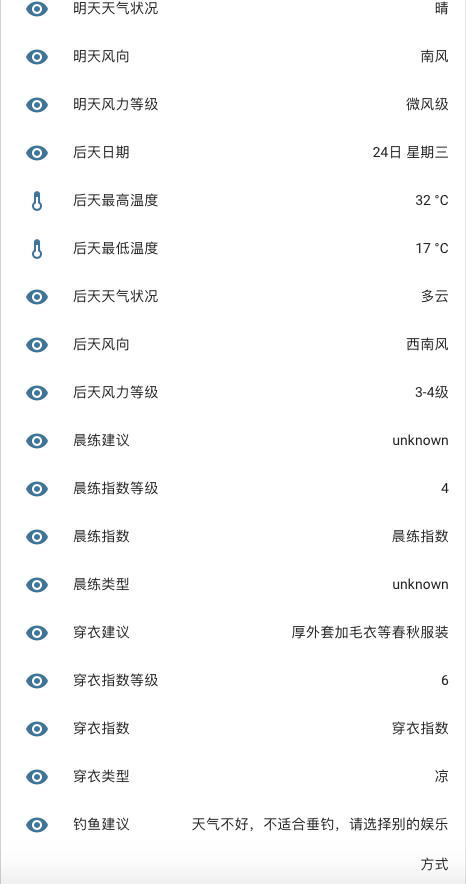 明天天气状况 晴
明天风向 南风
明天风力等级 微风级
后天日期 24日 星期三
后天最高温度 32 °C
后天最低温度 17 °C
后天天气状况 多云
后天风向 西南风
后天风力等级 3-4级
晨练建议 unknown
晨练指数等级 4
晨练指数 晨练指数
晨练类型 unknown
穿衣建议 厚外套加毛衣等春秋服装
穿衣指数等级 6
穿衣指数 穿衣指数
穿衣类型 凉
钓鱼建议 天气不好，不适合垂钓，请选择别的娱乐
方式